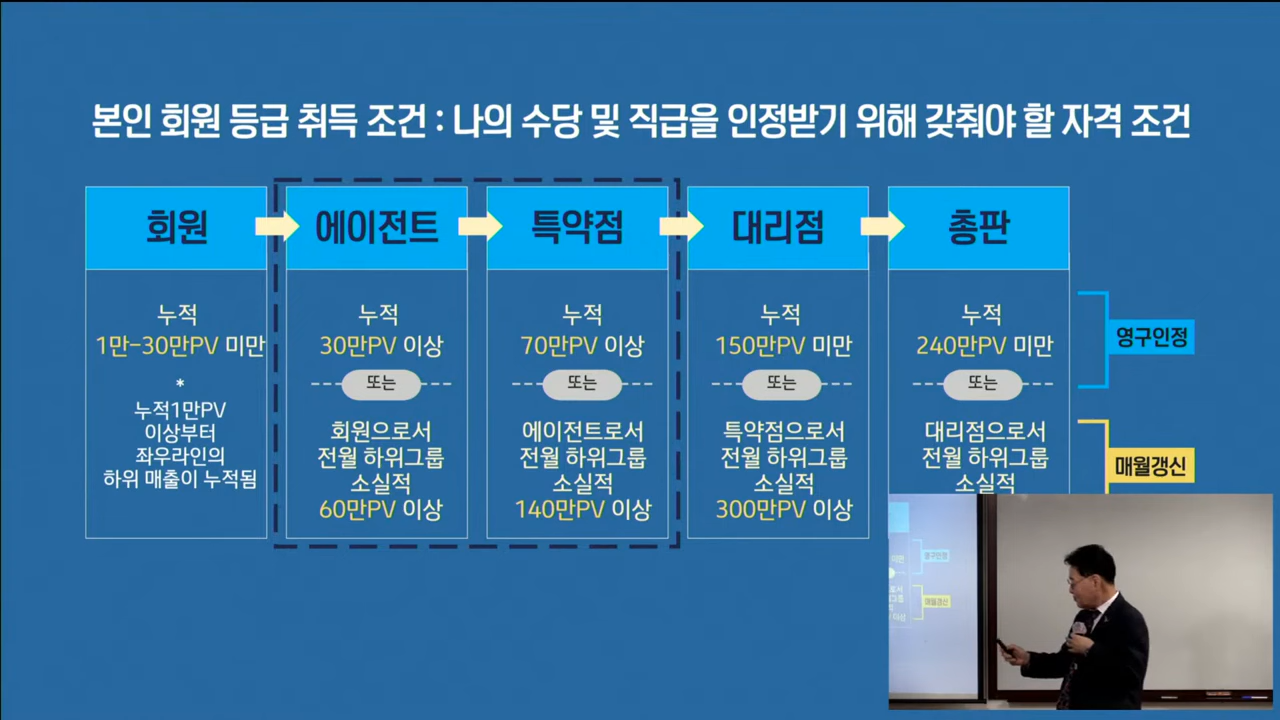 본인 회원 등급 취득 조건 : 나의 수당 및 직급을 인정받기 위해 갖춰야 할 자격 조건
회원
누적
1만-30만PV 미만
*
누적1만PV
이상부터
좌우라인의
하위 매출이 누적됨
에이전트
누적
30만PV 이상
또는
회원으로서
전월 하위그룹
소실적
60만PV 이상
특약점
누적
70만PV 이상
또는
에이전트로서
전월 하위그룹
소실적
140만PV 이상
대리점
누적
150만PV 미만
또는
특약점으로서
전월 하위그룹
소실적
300만PV 이상
총판
누적
240만PV 미만
또는
대리점으로서
전월 하위그룹
소실적
영구인정
매월갱신
영구인정
매월갱신